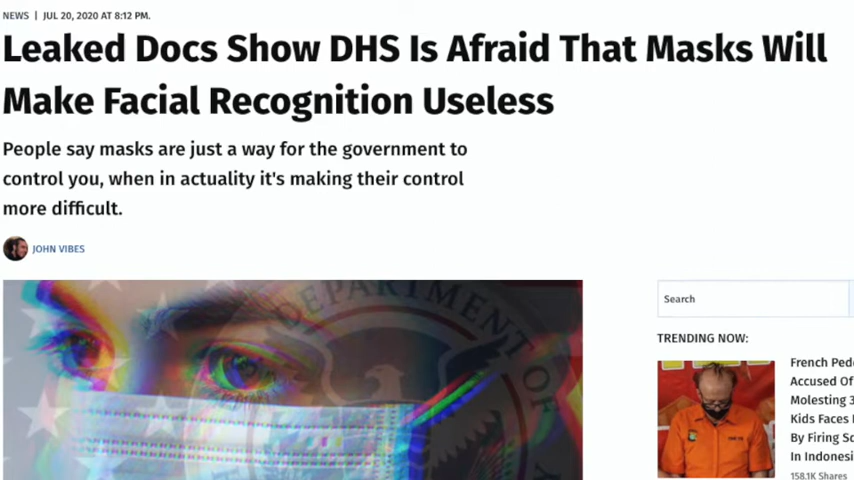 NEWS | JUL 20, 2020 AT 8:12 PM.
Leaked Docs Show DHS Is Afraid That Masks Will
Make Facial Recognition Useless
People say masks are just a way for the government to
control you, when in actuality it's making their control
more difficult.
JOHN VIBES
DEPARTMENT OF
Search
TRENDING NOW:
French
Accused Of
Molesting
Kids Faces
By Firing
In
158.1K Shares